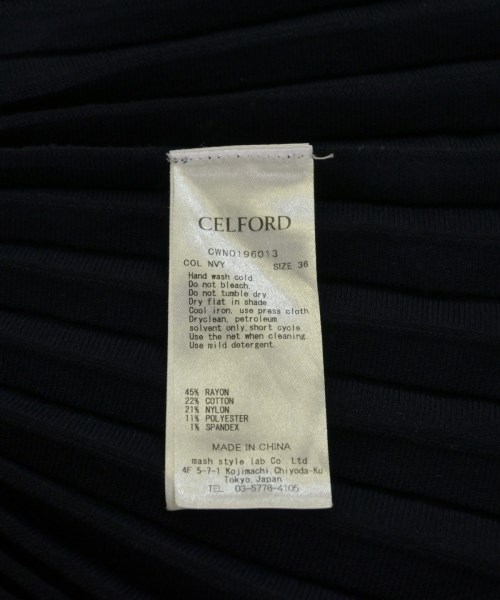 CELFORD
CWNO196013
COL NVY SIZE 36
Hand wash cold
Do not bleach.
Do not tumble dry
Dry flat in shade
Cool iron, use press cloth
Dryclean, petroleum
solvent only, short cycle
Use the net when cleaning
Use mild detergent.
45% RAYON
22% COTTON
21% NYLON
11% POLYESTER
1% SPANDEX
MADE IN CHINA
mash style lab Co. Ltd
4F 5-7-1 Kojimachi, Chiyoda-Ku
Tokyo, Japan
TEL 03-5778-4105